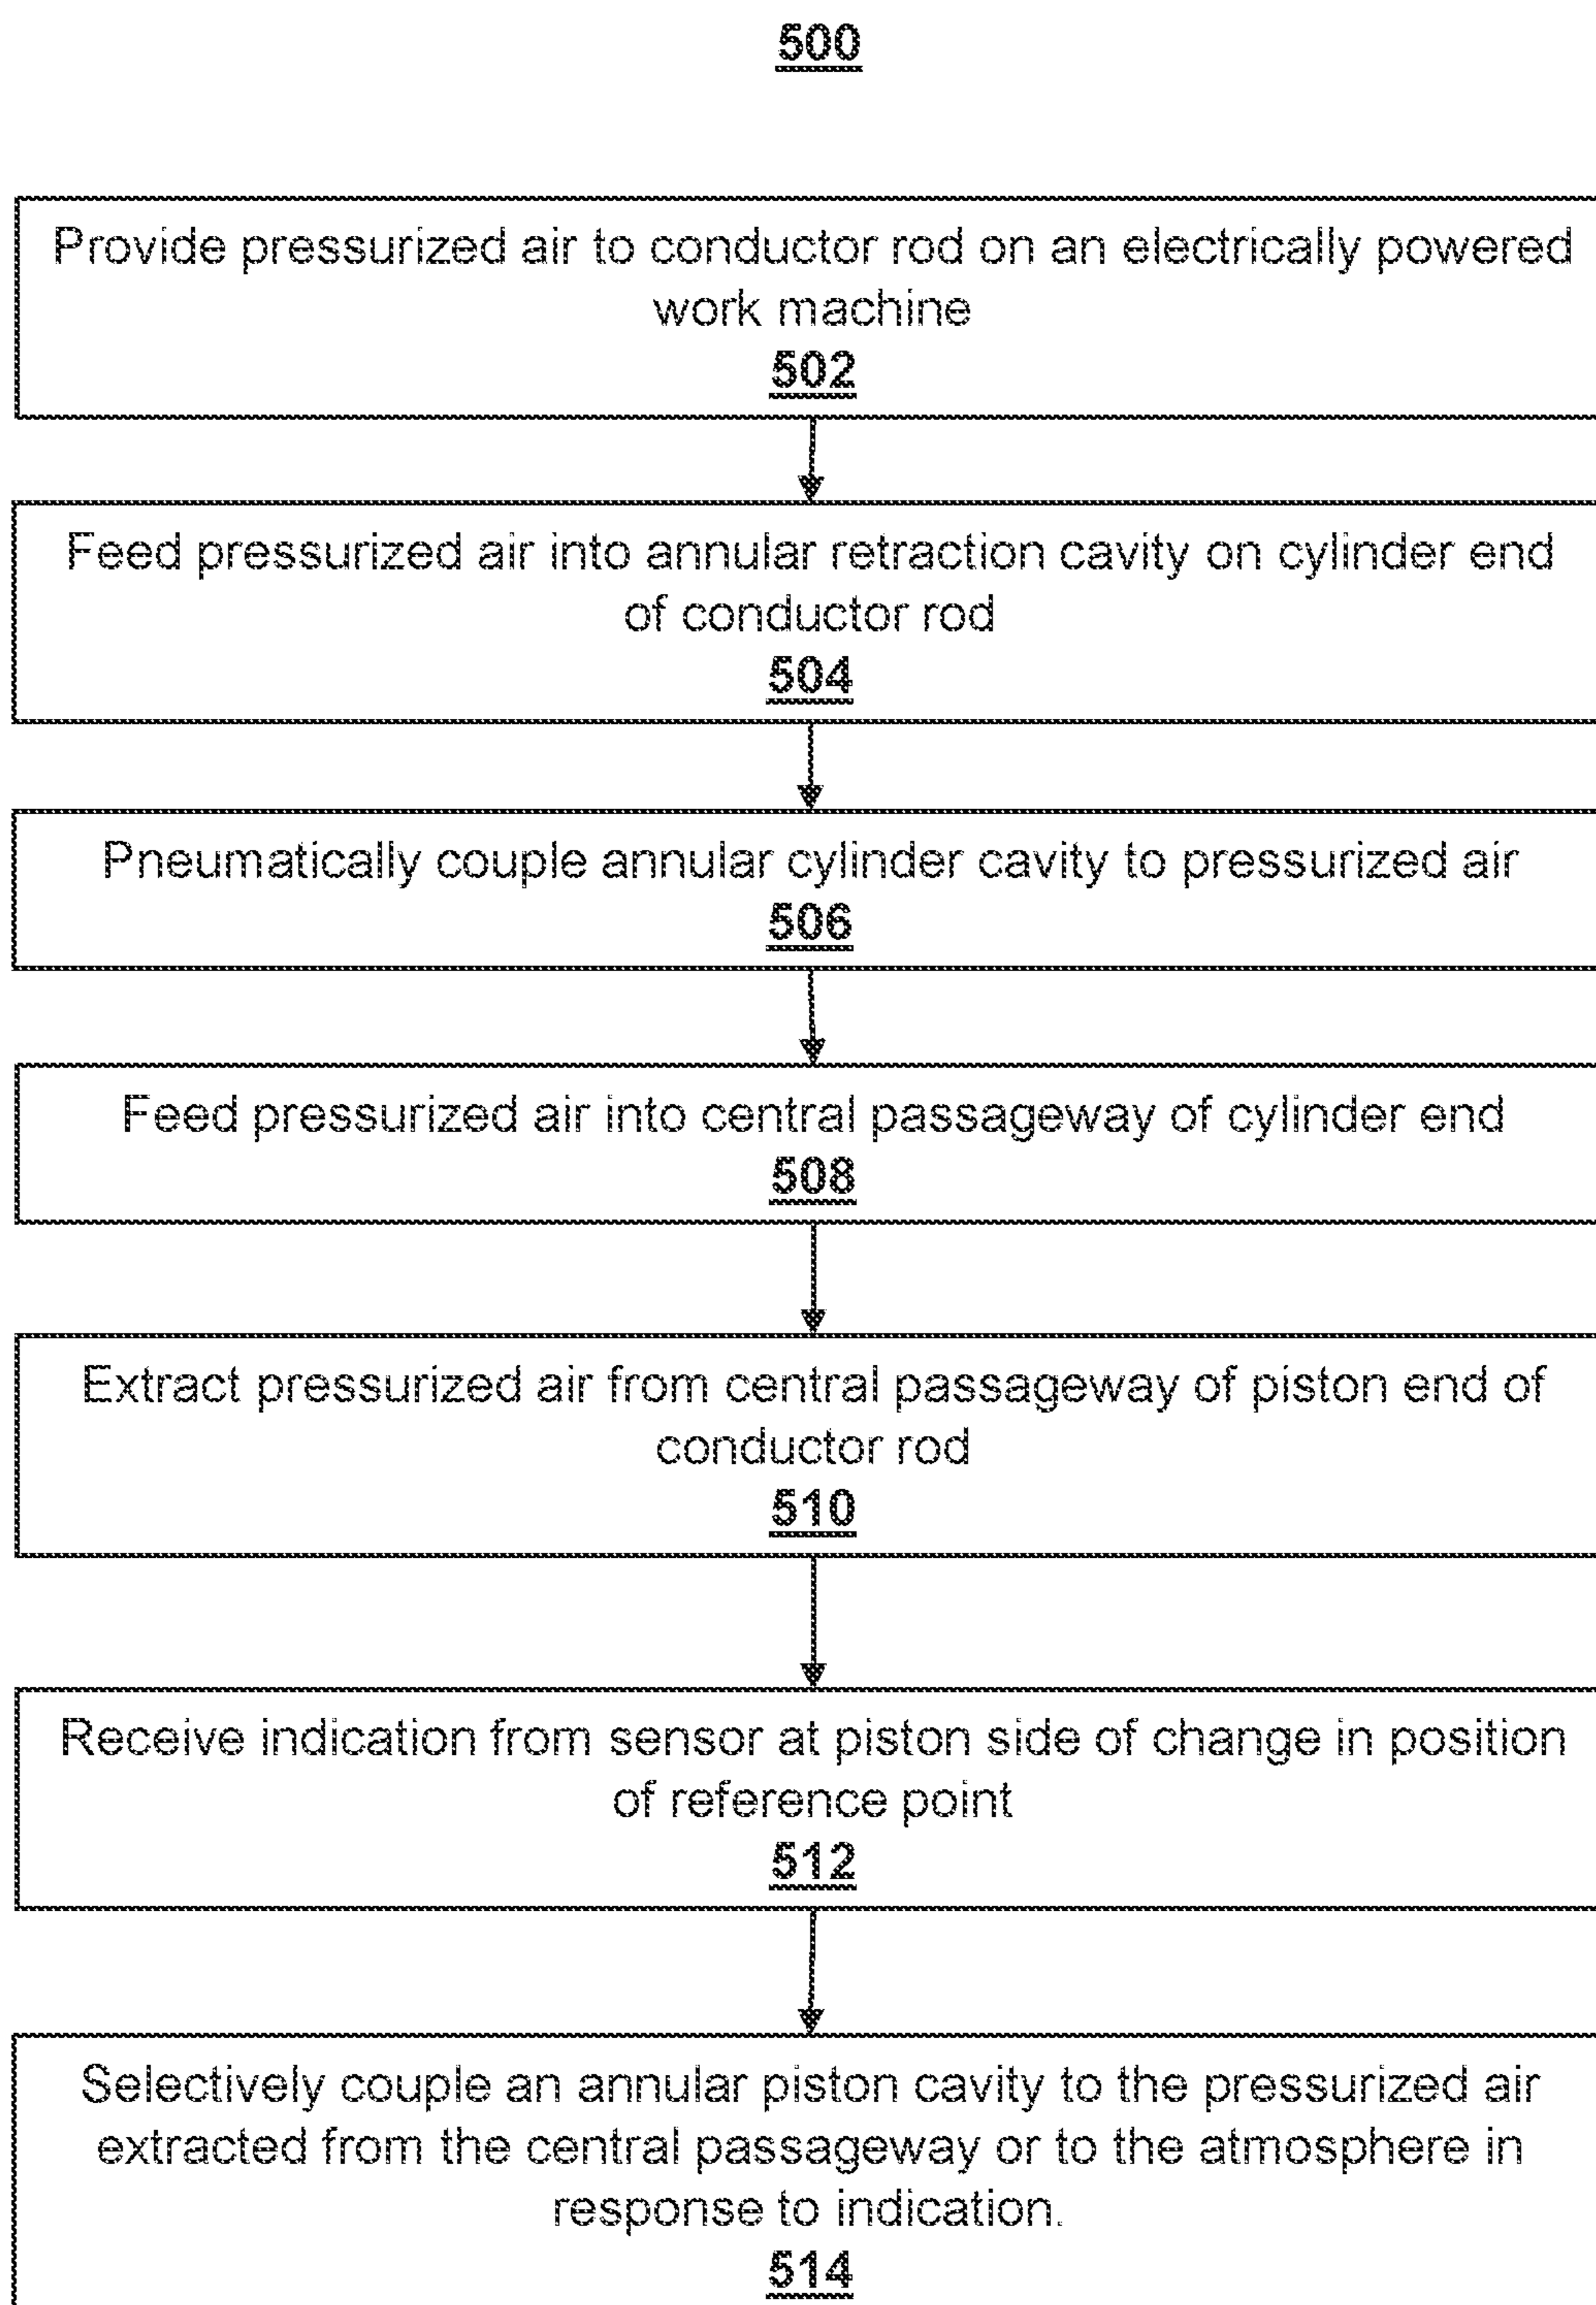 500
Provide pressurized air to conductor rod on an electrically powered
work machine
502
Feed pressurized air into annular retraction cavity on cylinder end
of conductor rod
504
Pneumatically couple annular cylinder cavity to pressurized air
506
Feed pressurized air into central passageway of cylinder end
508
Extract pressurized air from central passageway of piston end of
conductor rod
510
Receive indication from sensor at piston side of change in position
of reference point
512
Selectively couple an annular piston cavity to the pressurized air
extracted from the central passageway or to the atmosphere in
response to indication.
514